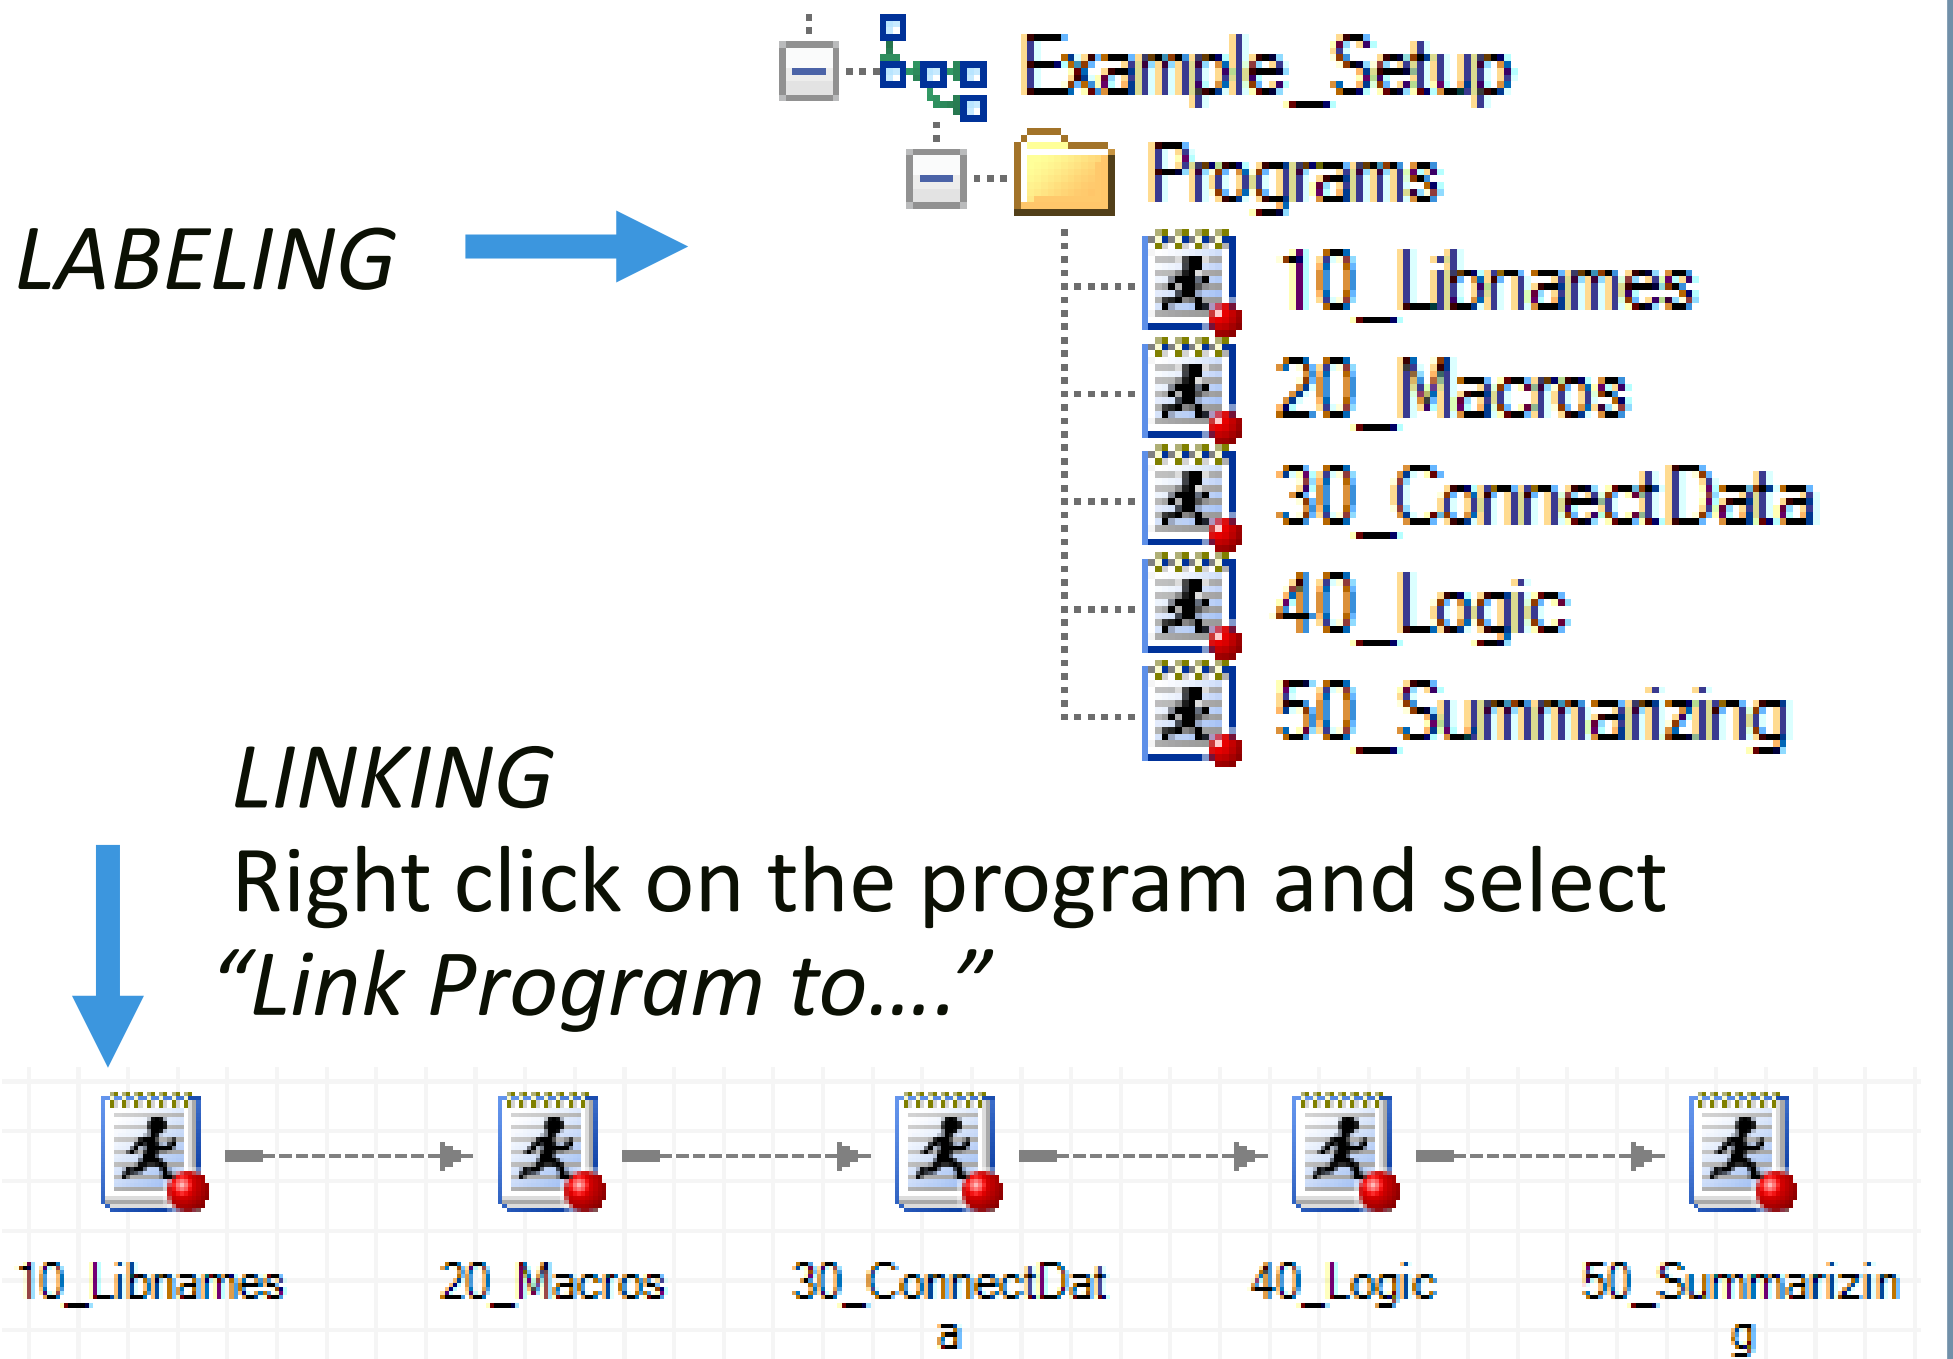 Example_Setup
Programs
LABELING
10_Libnames
20_Macros
30_ConnectData
40_Logic
50_Summarizing
LINKING
Right click on the program and select
“Link Program to....”
10_Libnames 20_Macros 30_ConnectDat 40_Logic 50_Summarizin
a g